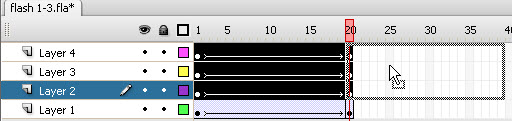 flash 1-3.fla*
1 5 10 15 20 25 30 35 40
Layer 4
Layer 3
Layer 2
Layer 1